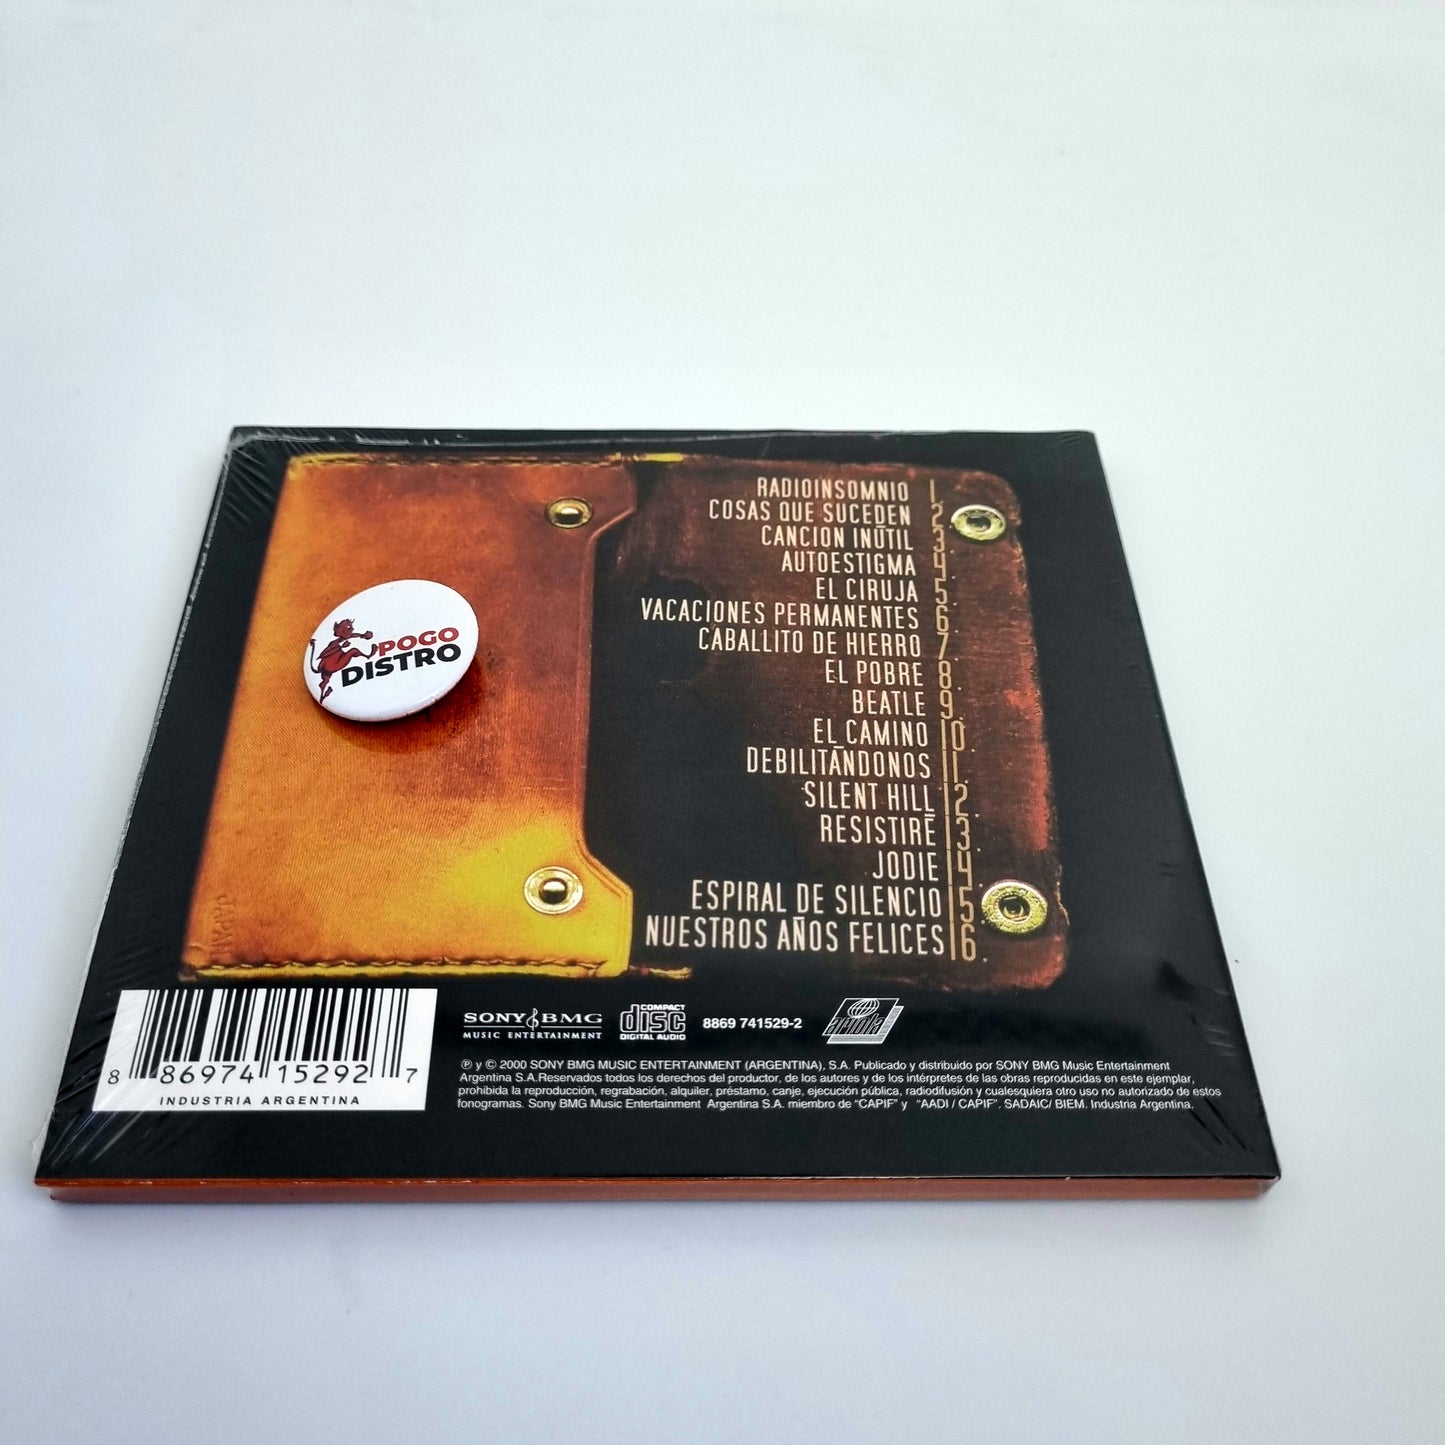 RADIOINSOMNIO 1.
COSAS QUE SUCEDEN 2.
CANCION INÚTIL 3.
AUTOESTIGMA 4.
EL CIRUJA 5.
VACACIONES PERMANENTES 6.
CABALLITO DE HIERRO 7.
EL POBRE 8.
BEATLE 9.
EL CAMINO 10.
DEBILITÁNDONOS 11.
SILENT HILL 12.
RESISTIRÉ 13.
JODIE 14.
ESPIRAL DE SILENCIO 15.
NUESTROS AÑOS FELICES 16.
POGO
DISTRO
JAPAN
8 86974 15292 7
INDUSTRIA ARGENTINA
SONY BMG
MUSIC ENTERTAINMENT
COMPACT
disc
DIGITAL AUDIO
8869 741529-2
ariola
℗ y © 2000 SONY BMG MUSIC ENTERTAINMENT (ARGENTINA), S.A. Publicado y distribuido por SONY BMG Music Entertainment
Argentina S.A.Reservados todos los derechos del productor, de los autores y de los intérpretes de las obras reproducidas en este ejemplar,
prohibida la reproducción, regrabación, alquiler, préstamo, canje, ejecución pública, radiodifusión y cualesquiera otro uso no autorizado de estos
fonogramas. Sony BMG Music Entertainment Argentina S.A. miembro de "CAPIF" y "AADI / CAPIF". SADAIC/ BIEM. Industria Argentina.